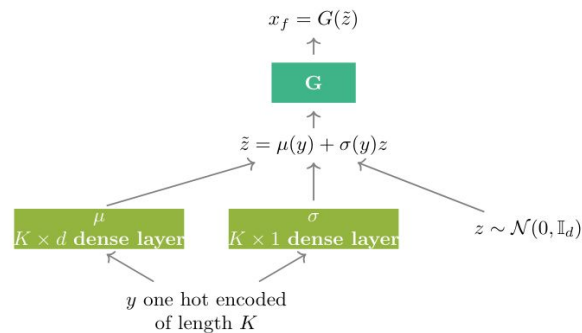 x_f = G(z̃)
G
z̃ = μ(y) + σ(y)z
μ
K × d dense layer
σ
K × 1 dense layer
z ∼ 𝒩(0, 𝕀_d)
y one hot encoded
of length K